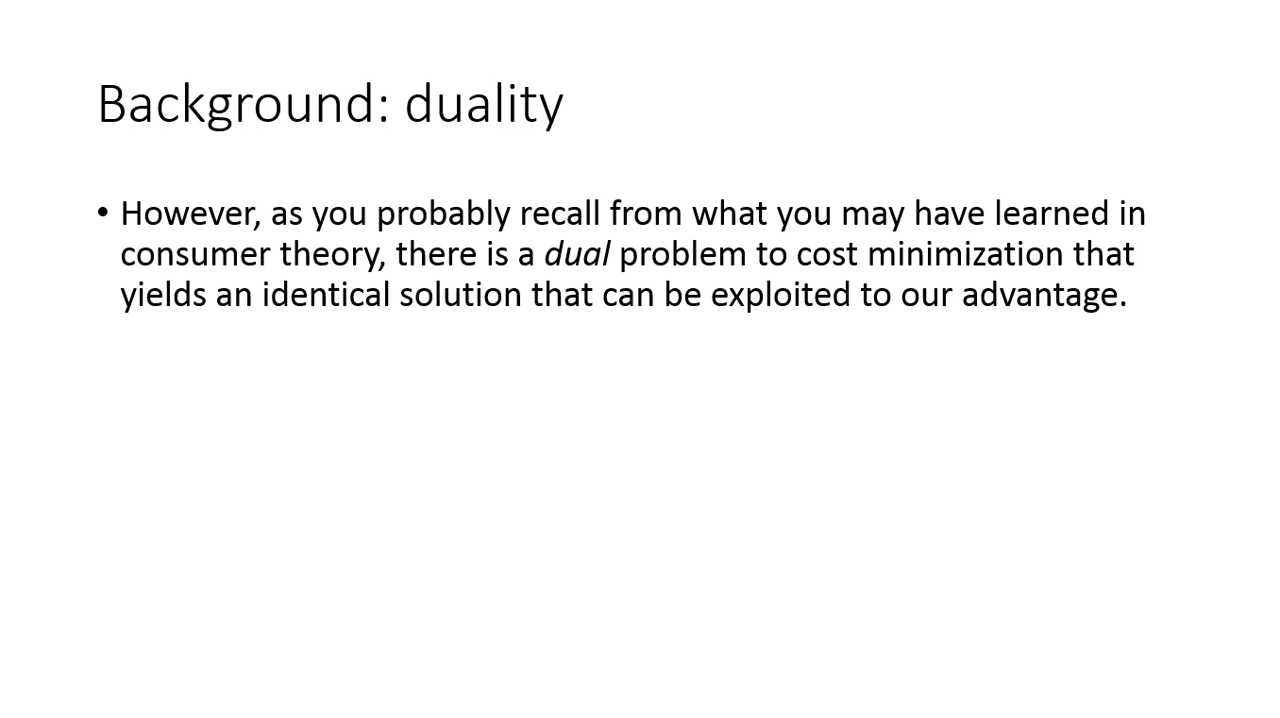 Background: duality
• However, as you probably recall from what you may have learned in
consumer theory, there is a dual problem to cost minimization that
yields an identical solution that can be exploited to our advantage.